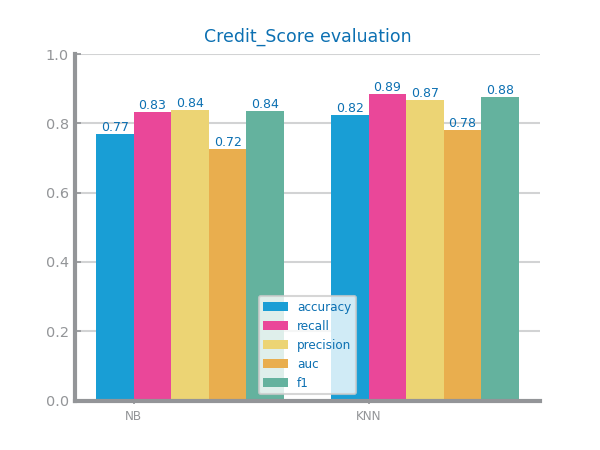 Credit_Score evaluation
1.0
0.8
0.6
0.4
0.2
0.0
0.77
0.83
0.84
0.72
0.84
0.82
0.89
0.87
0.78
0.88
accuracy
recall
precision
auc
f1
NB
KNN